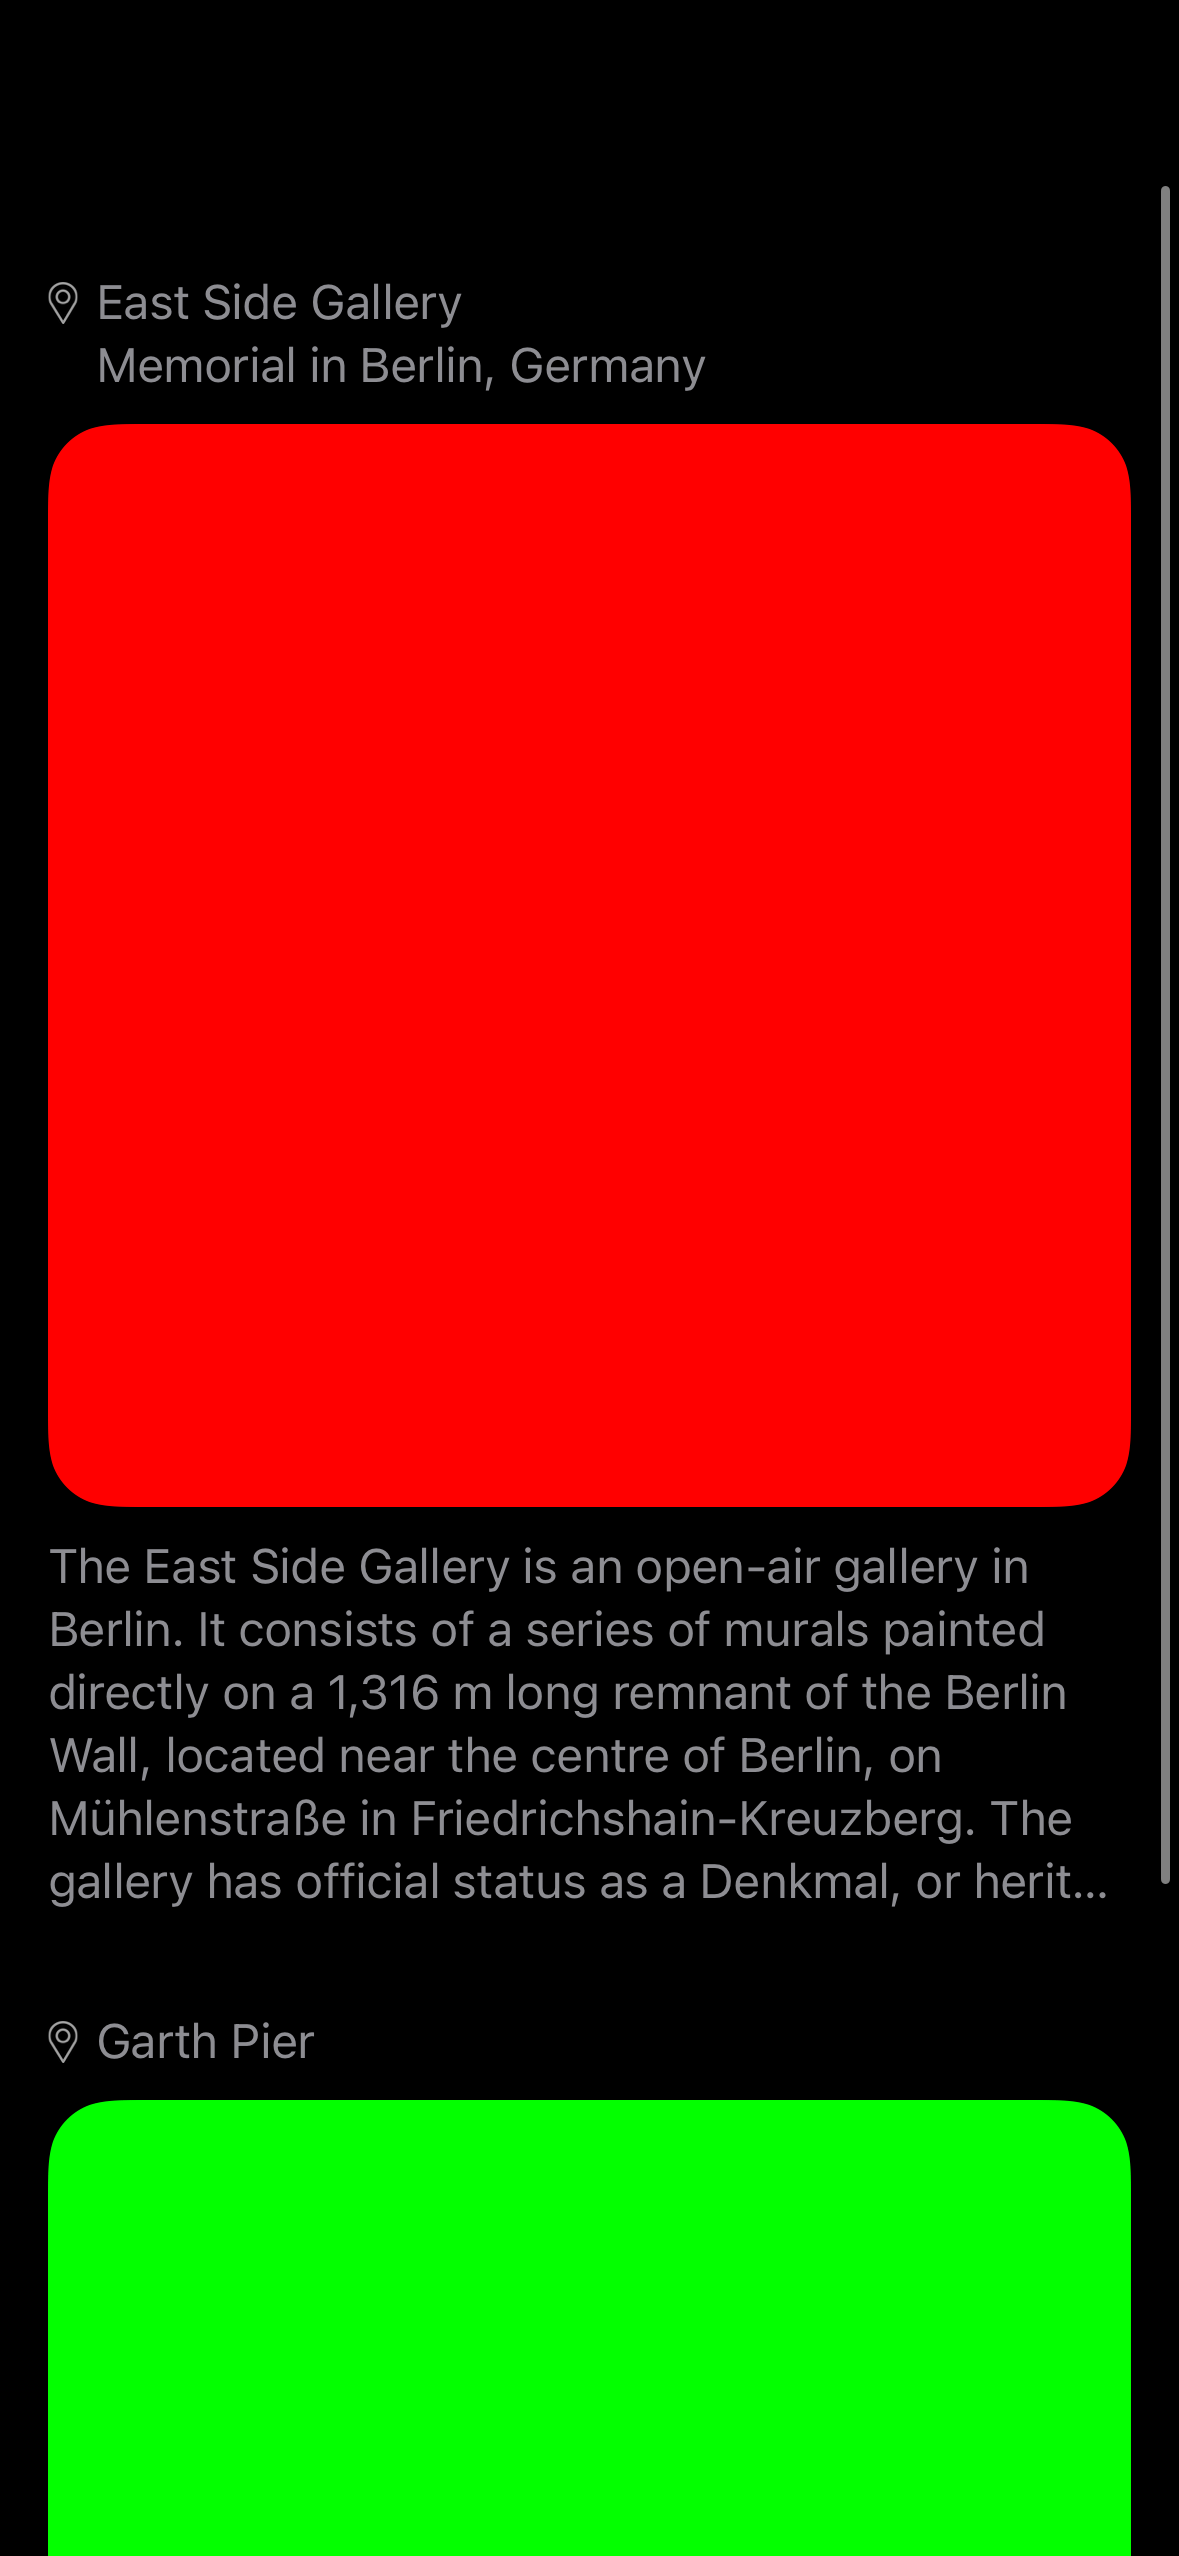 East Side Gallery
Memorial in Berlin, Germany
The East Side Gallery is an open-air gallery in
Berlin. It consists of a series of murals painted
directly on a 1,316 m long remnant of the Berlin
Wall, located near the centre of Berlin, on
Mühlenstraße in Friedrichshain-Kreuzberg. The
gallery has official status as a Denkmal, or herit...
Garth Pier